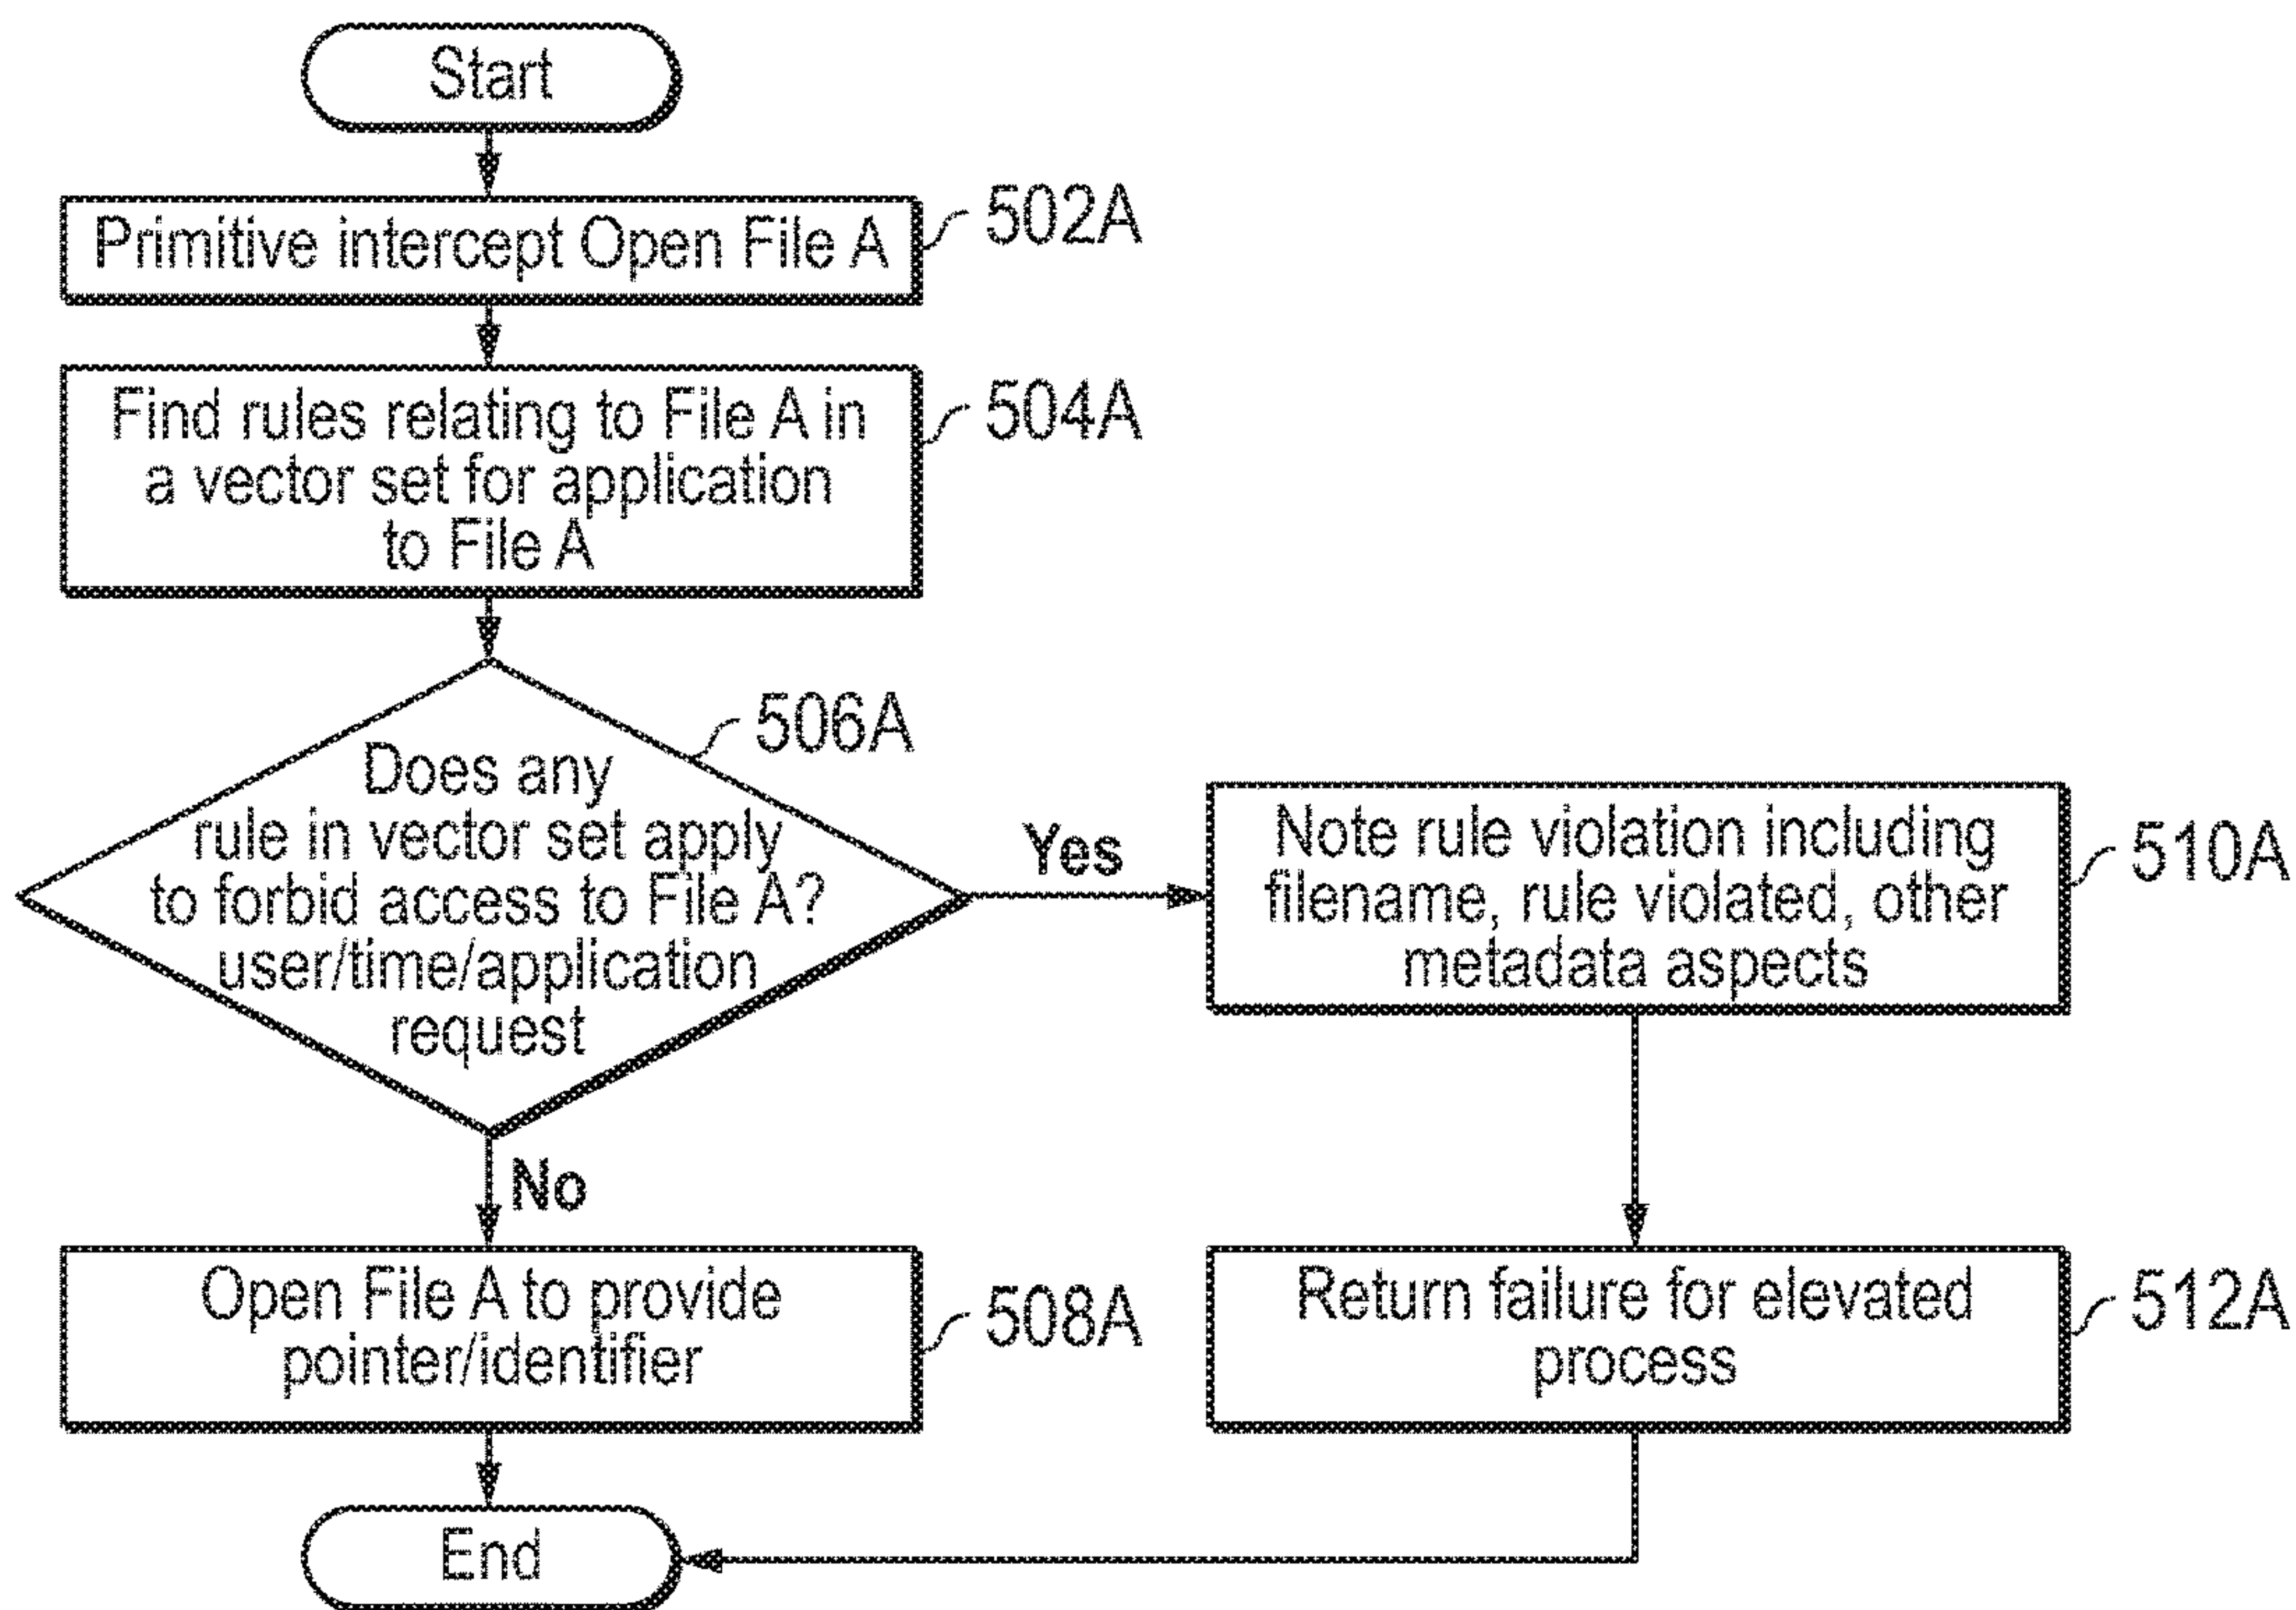 Start
Primitive intercept Open File A
502A
Find rules relating to File A in
a vector set for application
to File A
504A
506A
Does any
rule in vector set apply
to forbid access to File A?
user/time/application
request
Yes
Note rule violation including
filename, rule violated, other
metadata aspects
510A
No
Open File A to provide
pointer/identifier
508A
Return failure for elevated
process
512A
End